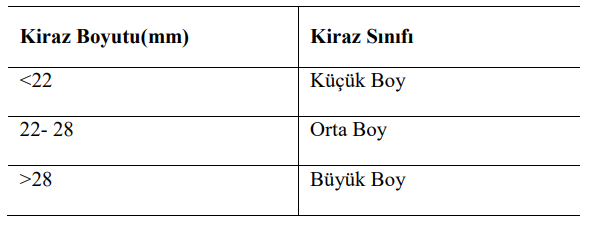 Kiraz Boyutu(mm) Kiraz Sınıfı
<22 Küçük Boy
22- 28 Orta Boy
>28 Büyük Boy